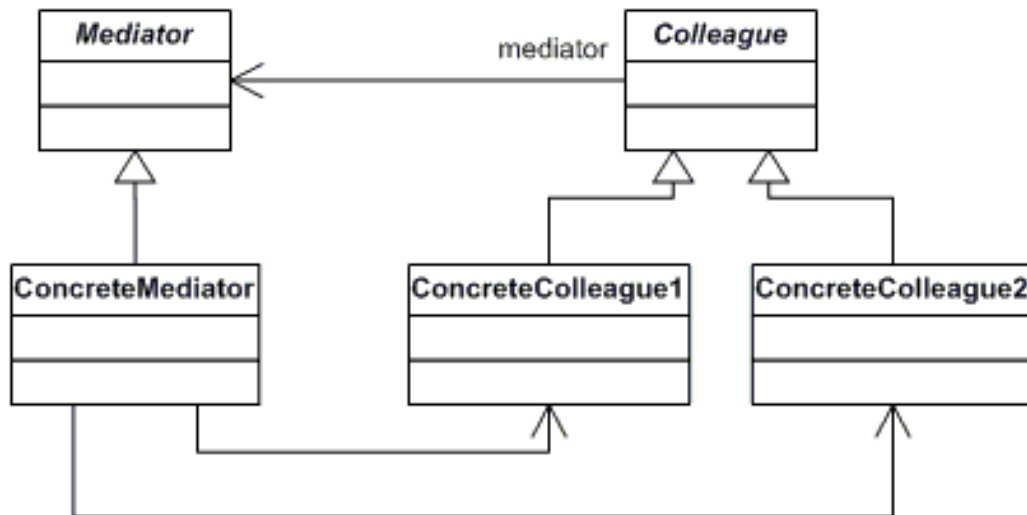 Mediator
mediator
Colleague
ConcreteMediator
ConcreteColleague1
ConcreteColleague2